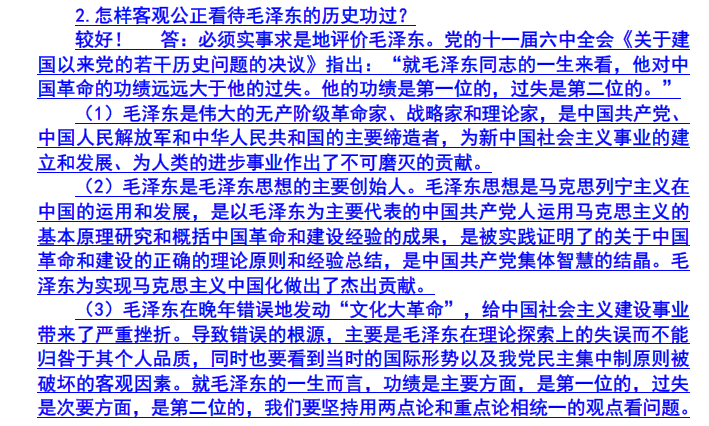 2.怎样客观公正看待毛泽东的历史功过？
较好！ 答：必须实事求是地评价毛泽东。党的十一届六中全会《关于建
国以来党的若干历史问题的决议》指出：“就毛泽东同志的一生来看，他对中
国革命的功绩远远大于他的过失。他的功绩是第一位的，过失是第二位的。”
（1）毛泽东是伟大的无产阶级革命家、战略家和理论家，是中国共产党、
中国人民解放军和中华人民共和国的主要缔造者，为新中国社会主义事业的建
立和发展、为人类的进步事业作出了不可磨灭的贡献。
（2）毛泽东是毛泽东思想的主要创始人。毛泽东思想是马克思列宁主义在
中国的运用和发展，是以毛泽东为主要代表的中国共产党人运用马克思主义的
基本原理研究和概括中国革命和建设经验的成果，是被实践证明了的关于中国
革命和建设的正确的理论原则和经验总结，是中国共产党集体智慧的结晶。毛
泽东为实现马克思主义中国化做出了杰出贡献。
（3）毛泽东在晚年错误地发动“文化大革命”，给中国社会主义建设事业
带来了严重挫折。导致错误的根源，主要是毛泽东在理论探索上的失误而不能
归咎于其个人品质，同时也要看到当时的国际形势以及我党民主集中制原则被
破坏的客观因素。就毛泽东的一生而言，功绩是主要方面，是第一位的，过失
是次要方面，是第二位的，我们要坚持用两点论和重点论相统一的观点看问题。